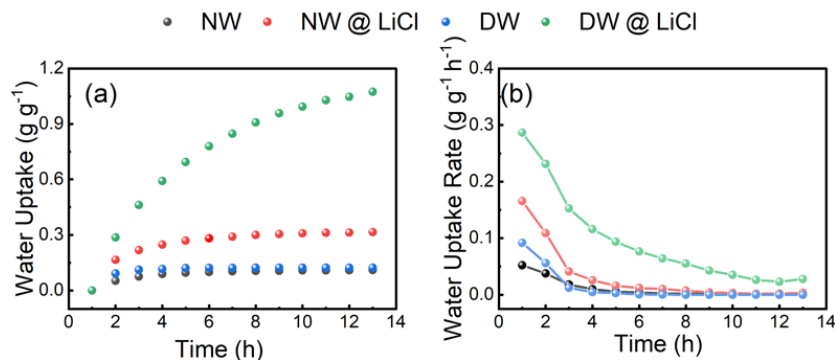 NW NW @ LiCl DW DW @ LiCl
(a)
Water Uptake (g g⁻¹)
1.2
0.9
0.6
0.3
0.0
0 2 4 6 8 10 12 14
Time (h)
(b)
Water Uptake Rate (g g⁻¹ h⁻¹)
0.4
0.3
0.2
0.1
0.0
0 2 4 6 8 10 12 14
Time (h)